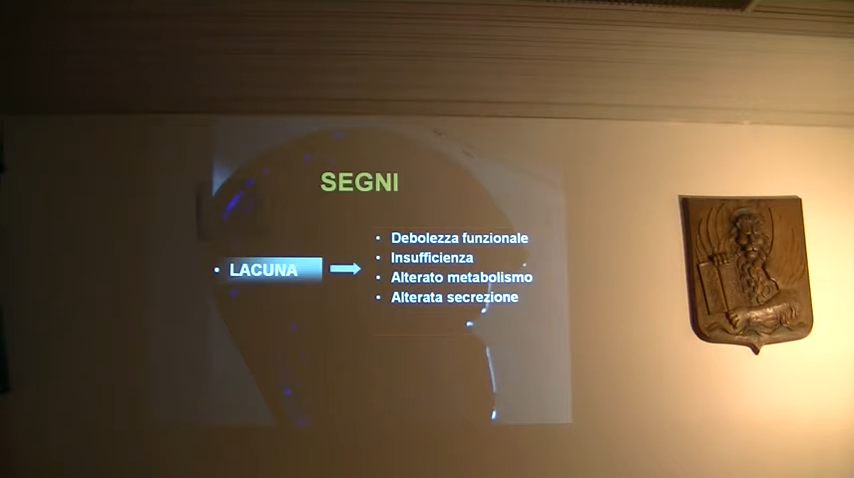 SEGNI
• LACUNA
• Debolezza funzionale
• Insufficienza
• Alterato metabolismo
• Alterata secrezione